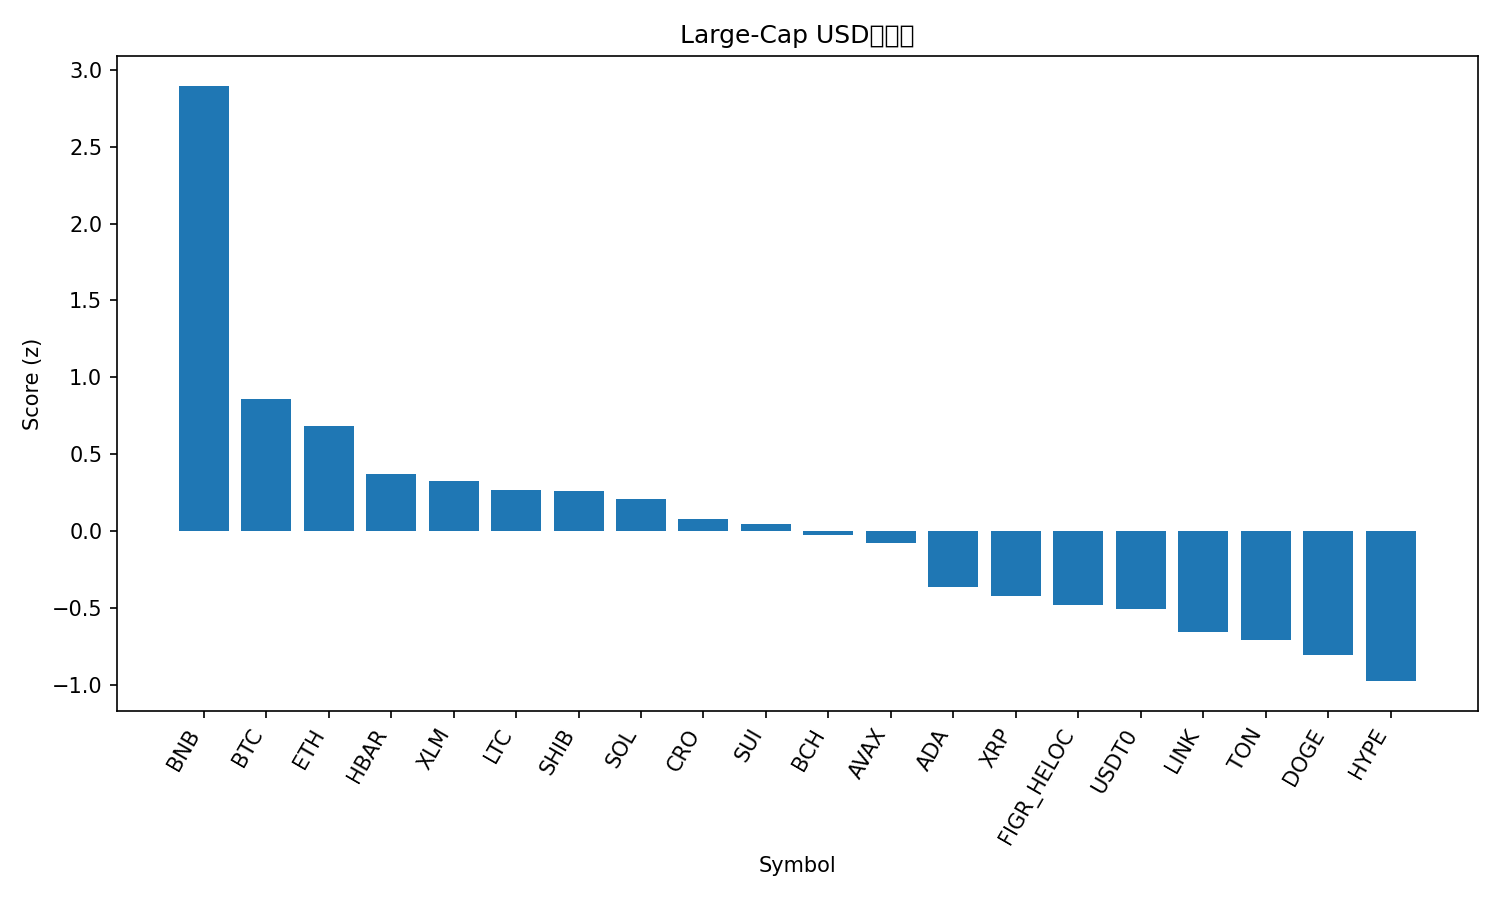 Large-Cap USD
Score (z)
3.0
2.5
2.0
1.5
1.0
0.5
0.0
−0.5
−1.0
BNB
BTC
ETH
HBAR
XLM
LTC
SHIB
SOL
CRO
SUI
BCH
AVAX
ADA
XRP
FIGR_HELOC
USDT0
LINK
TON
DOGE
HYPE
Symbol